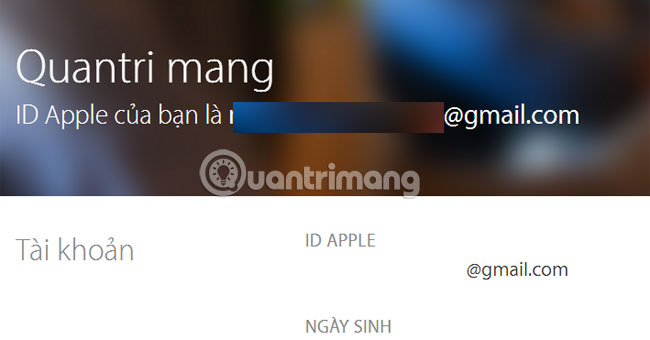 Quantri mang
ID Apple của bạn là @gmail.com
Quantrimang
Tài khoản
ID APPLE
@gmail.com
NGÀY SINH